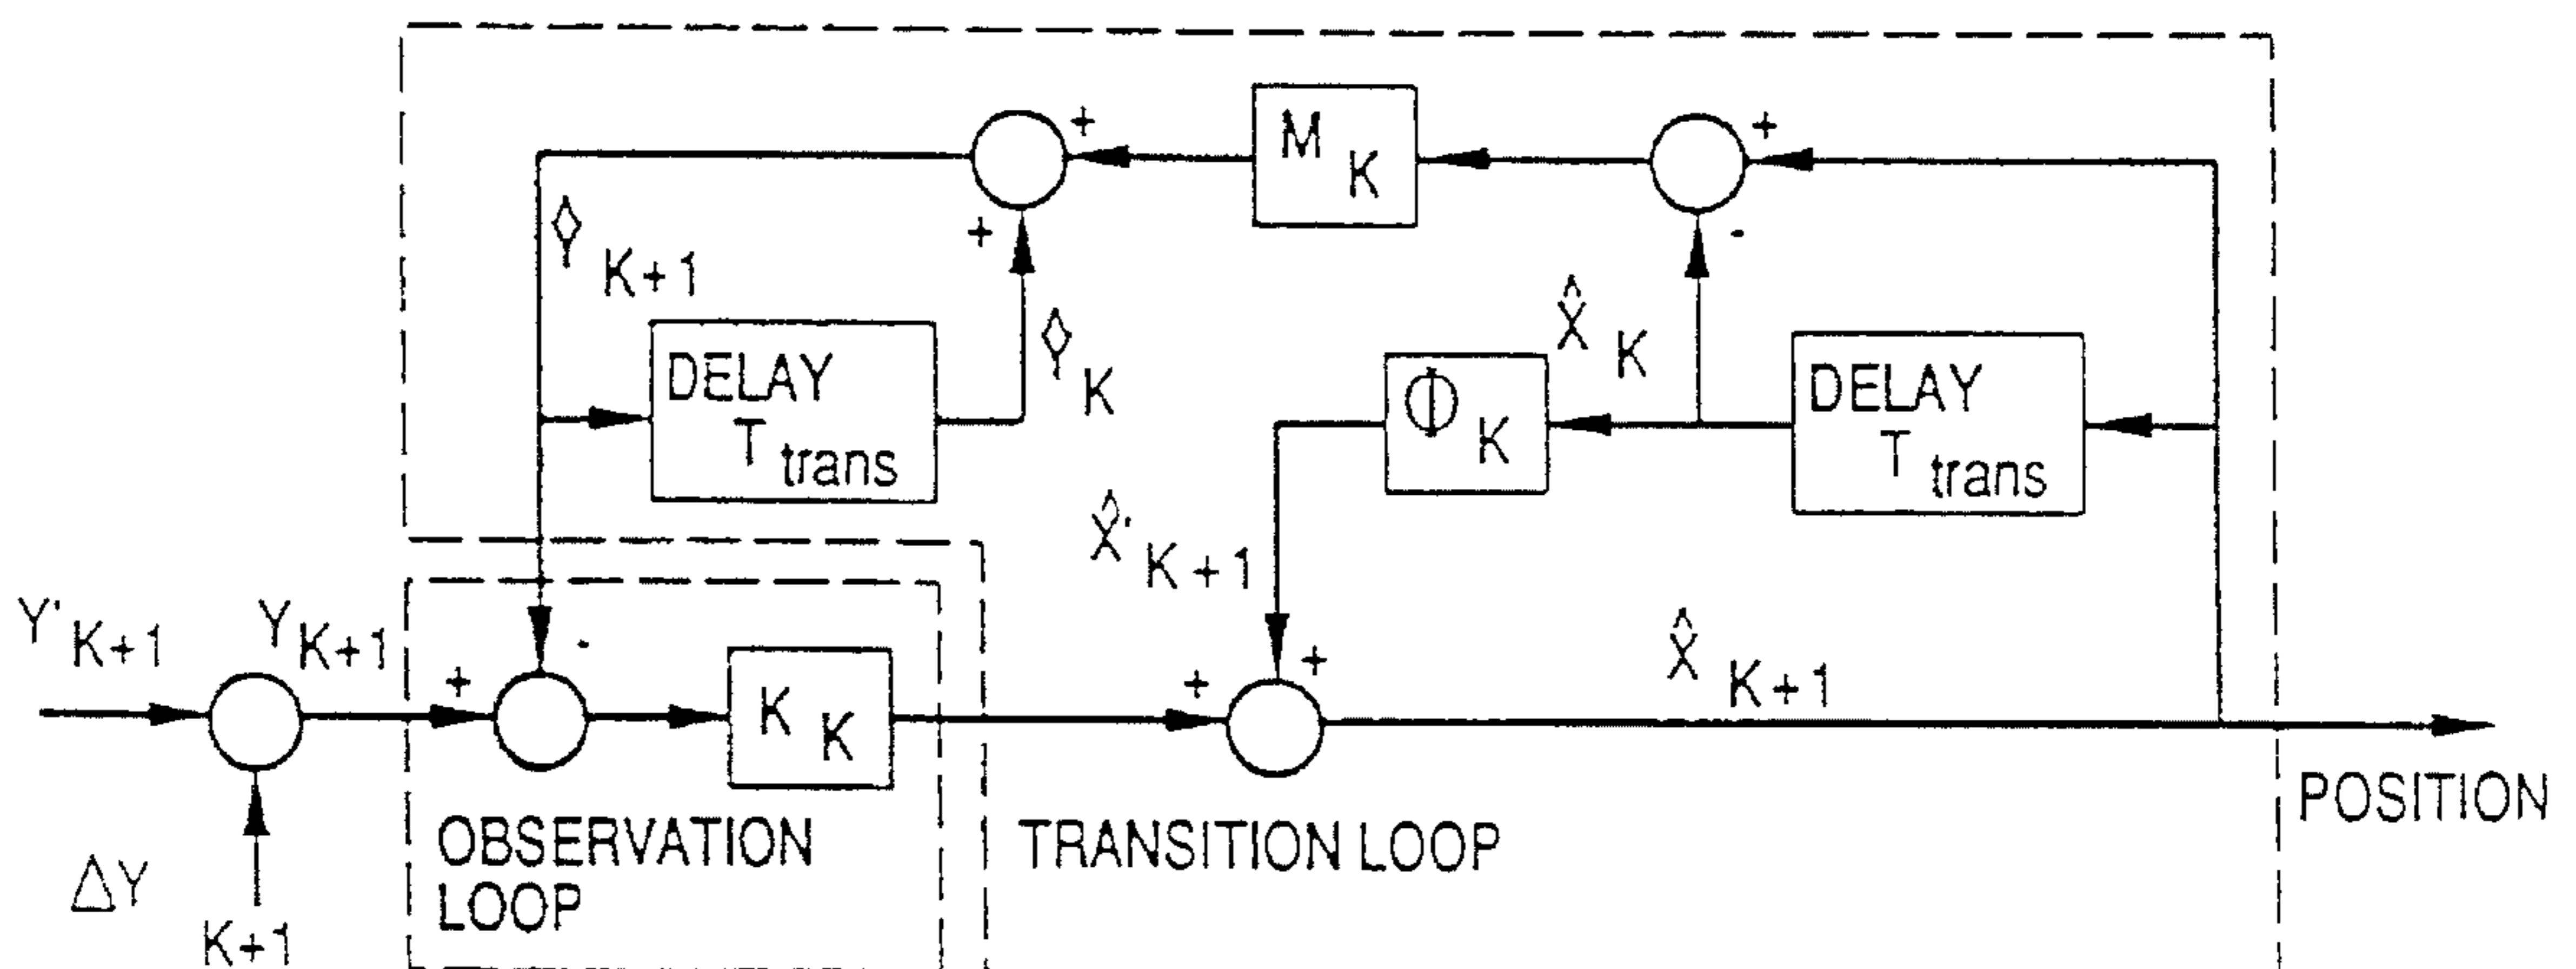 +
M K
+
+
-
Ŷ K+1
X̂ K
Ŷ K
DELAY
T trans
Φ K
DELAY
T trans
X̂' K+1
Y' K+1
Y K+1
-
+
K K
+
+
X̂ K+1
POSITION
OBSERVATION
LOOP
TRANSITION LOOP
ΔY
K+1